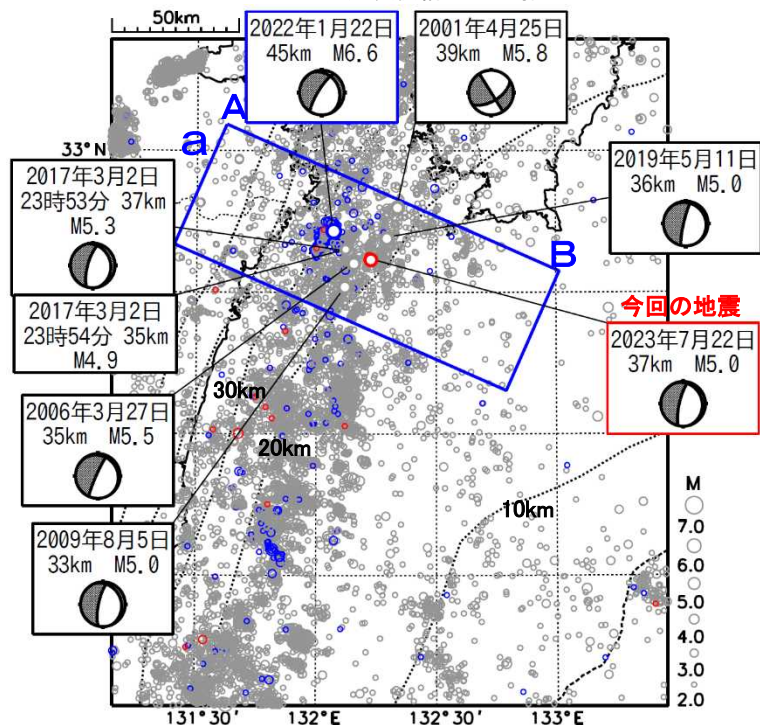 50km
2022年1月22日
45km M6.6
2001年4月25日
39km M5.8
A
a
33°N
2017年3月2日
23時53分 37km
M5.3
2019年5月11日
36km M5.0
B
2017年3月2日
23時54分 35km
M4.9
今回の地震
2023年7月22日
37km M5.0
30km
2006年3月27日
35km M5.5
20km
10km
M
7.0
6.0
5.0
4.0
3.0
2.0
2009年8月5日
33km M5.0
131°30′
132°E
132°30′
133°E